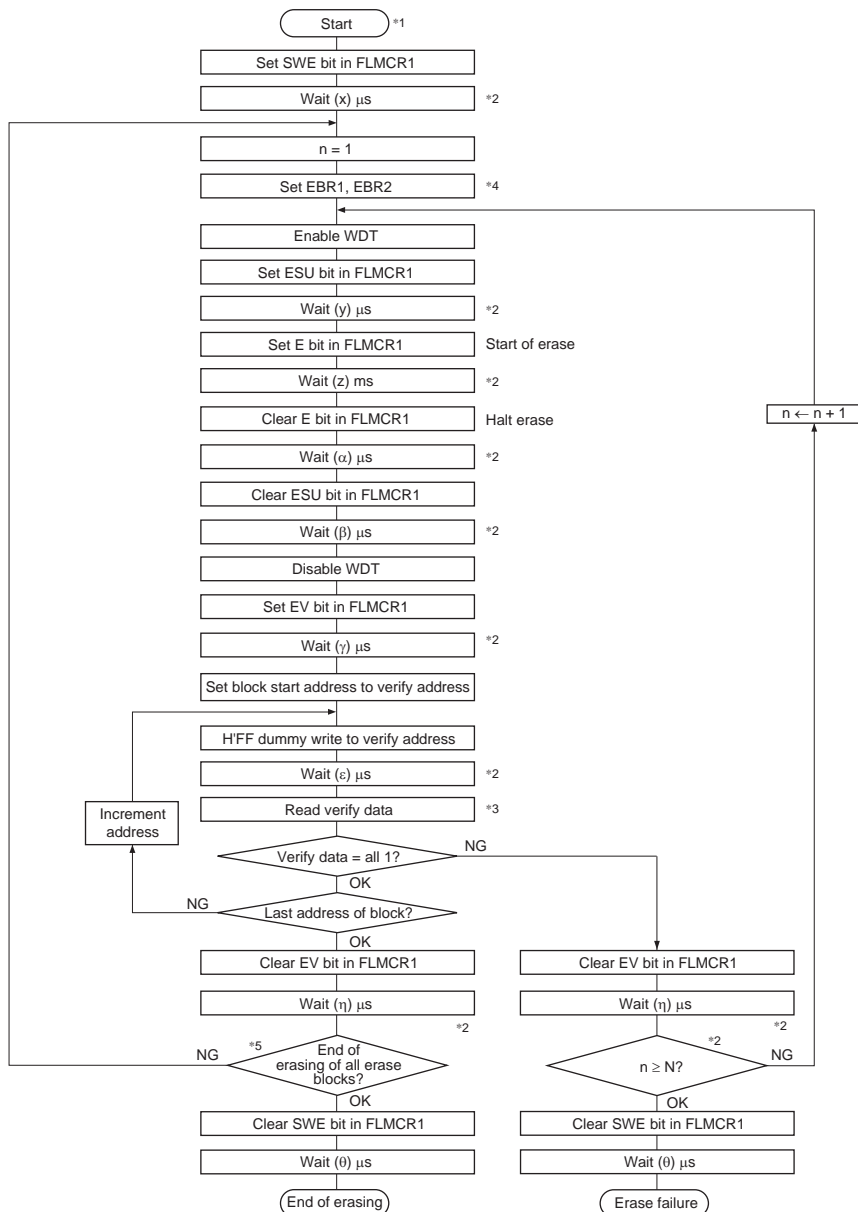 Start *1
Set SWE bit in FLMCR1
Wait (x) μs *2
n = 1
Set EBR1, EBR2 *4
Enable WDT
Set ESU bit in FLMCR1
Wait (y) μs *2
Set E bit in FLMCR1 Start of erase
Wait (z) ms *2
n ← n + 1
Clear E bit in FLMCR1 Halt erase
Wait (α) μs *2
Clear ESU bit in FLMCR1
Wait (β) μs *2
Disable WDT
Set EV bit in FLMCR1
Wait (γ) μs *2
Set block start address to verify address
H'FF dummy write to verify address
Wait (ε) μs *2
Increment
address
Read verify data *3
Verify data = all 1? NG
OK
NG Last address of block?
OK
Clear EV bit in FLMCR1 Clear EV bit in FLMCR1
Wait (η) μs Wait (η) μs
*2 *2
*5 *2
NG End of
erasing of all erase
blocks?
n ≥ N? NG
OK OK
Clear SWE bit in FLMCR1 Clear SWE bit in FLMCR1
Wait (θ) μs Wait (θ) μs
End of erasing Erase failure